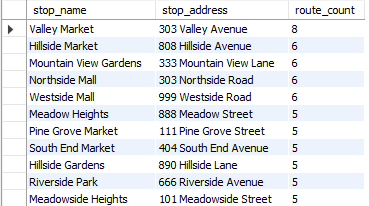 stop_name stop_address route_count
Valley Market 303 Valley Avenue 8
Hillside Market 808 Hillside Avenue 6
Mountain View Gardens 333 Mountain View Lane 6
Northside Mall 303 Northside Road 6
Westside Mall 999 Westside Road 6
Meadow Heights 888 Meadow Street 5
Pine Grove Market 111 Pine Grove Avenue 5
South End Market 404 South End Avenue 5
Hillside Gardens 890 Hillside Lane 5
Riverside Park 666 Riverside Avenue 5
Meadowside Heights 101 Meadowside Street 5